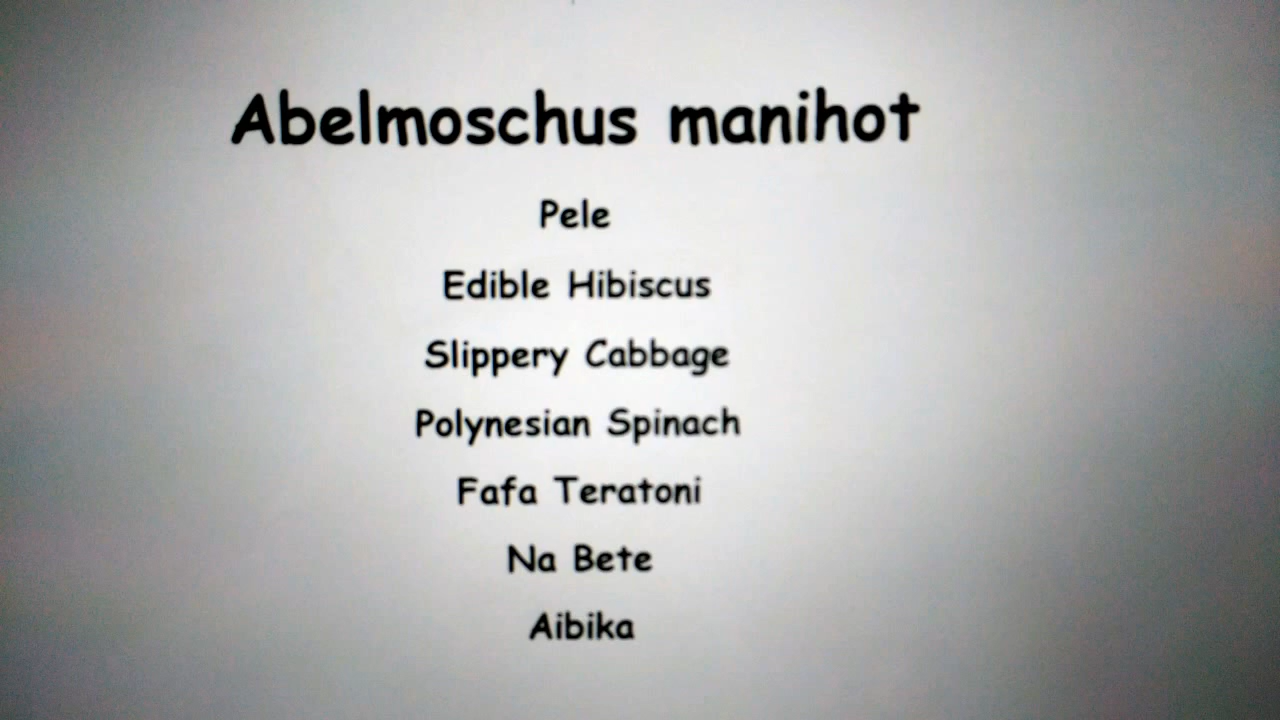 Abelmoschus manihot
Pele
Edible Hibiscus
Slippery Cabbage
Polynesian Spinach
Fafa Teratoni
Na Bete
Aibika